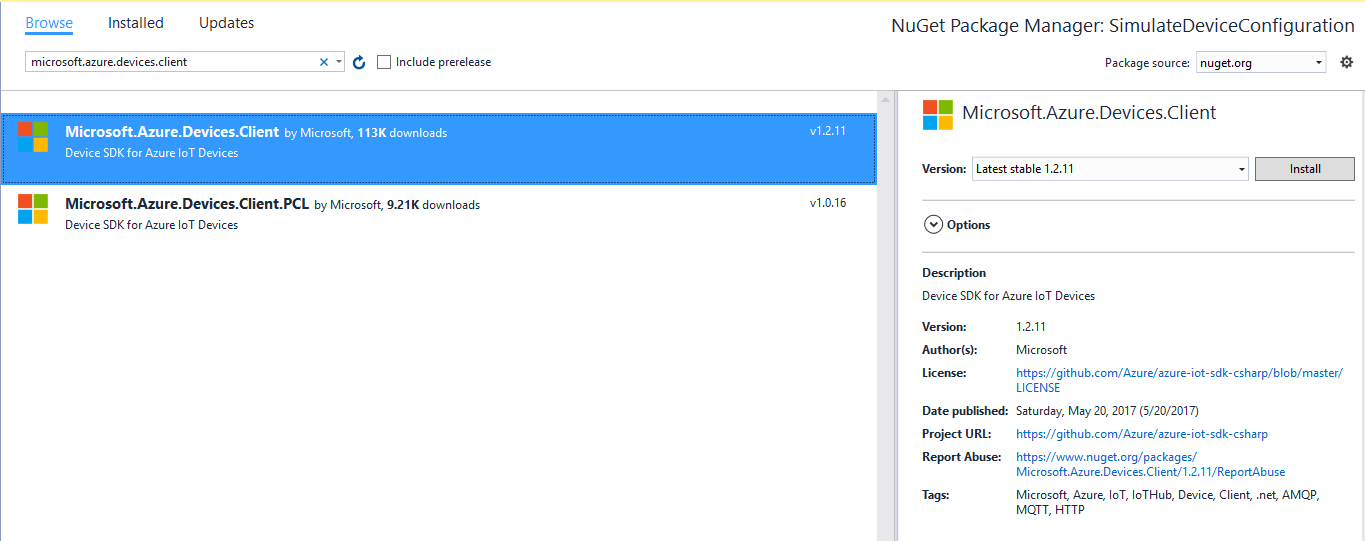 Browse Installed Updates
NuGet Package Manager: SimulateDeviceConfiguration
microsoft.azure.devices.client
Include prerelease
Package source: nuget.org
Microsoft.Azure.Devices.Client by Microsoft, 113K downloads v1.2.11
Device SDK for Azure IoT Devices
Microsoft.Azure.Devices.Client.PCL by Microsoft, 9.21K downloads v1.0.16
Device SDK for Azure IoT Devices
Microsoft.Azure.Devices.Client
Version: Latest stable 1.2.11 Install
Options
Description
Device SDK for Azure IoT Devices
Version: 1.2.11
Author(s): Microsoft
License: https://github.com/Azure/azure-iot-sdk-csharp/blob/master/
LICENSE
Date published: Saturday, May 20, 2017 (5/20/2017)
Project URL: https://github.com/Azure/azure-iot-sdk-csharp
Report Abuse: https://www.nuget.org/packages/
Microsoft.Azure.Devices.Client/1.2.11/ReportAbuse
Tags: Microsoft, Azure, IoT, IoTHub, Device, Client, .net, AMQP,
MQTT, HTTP